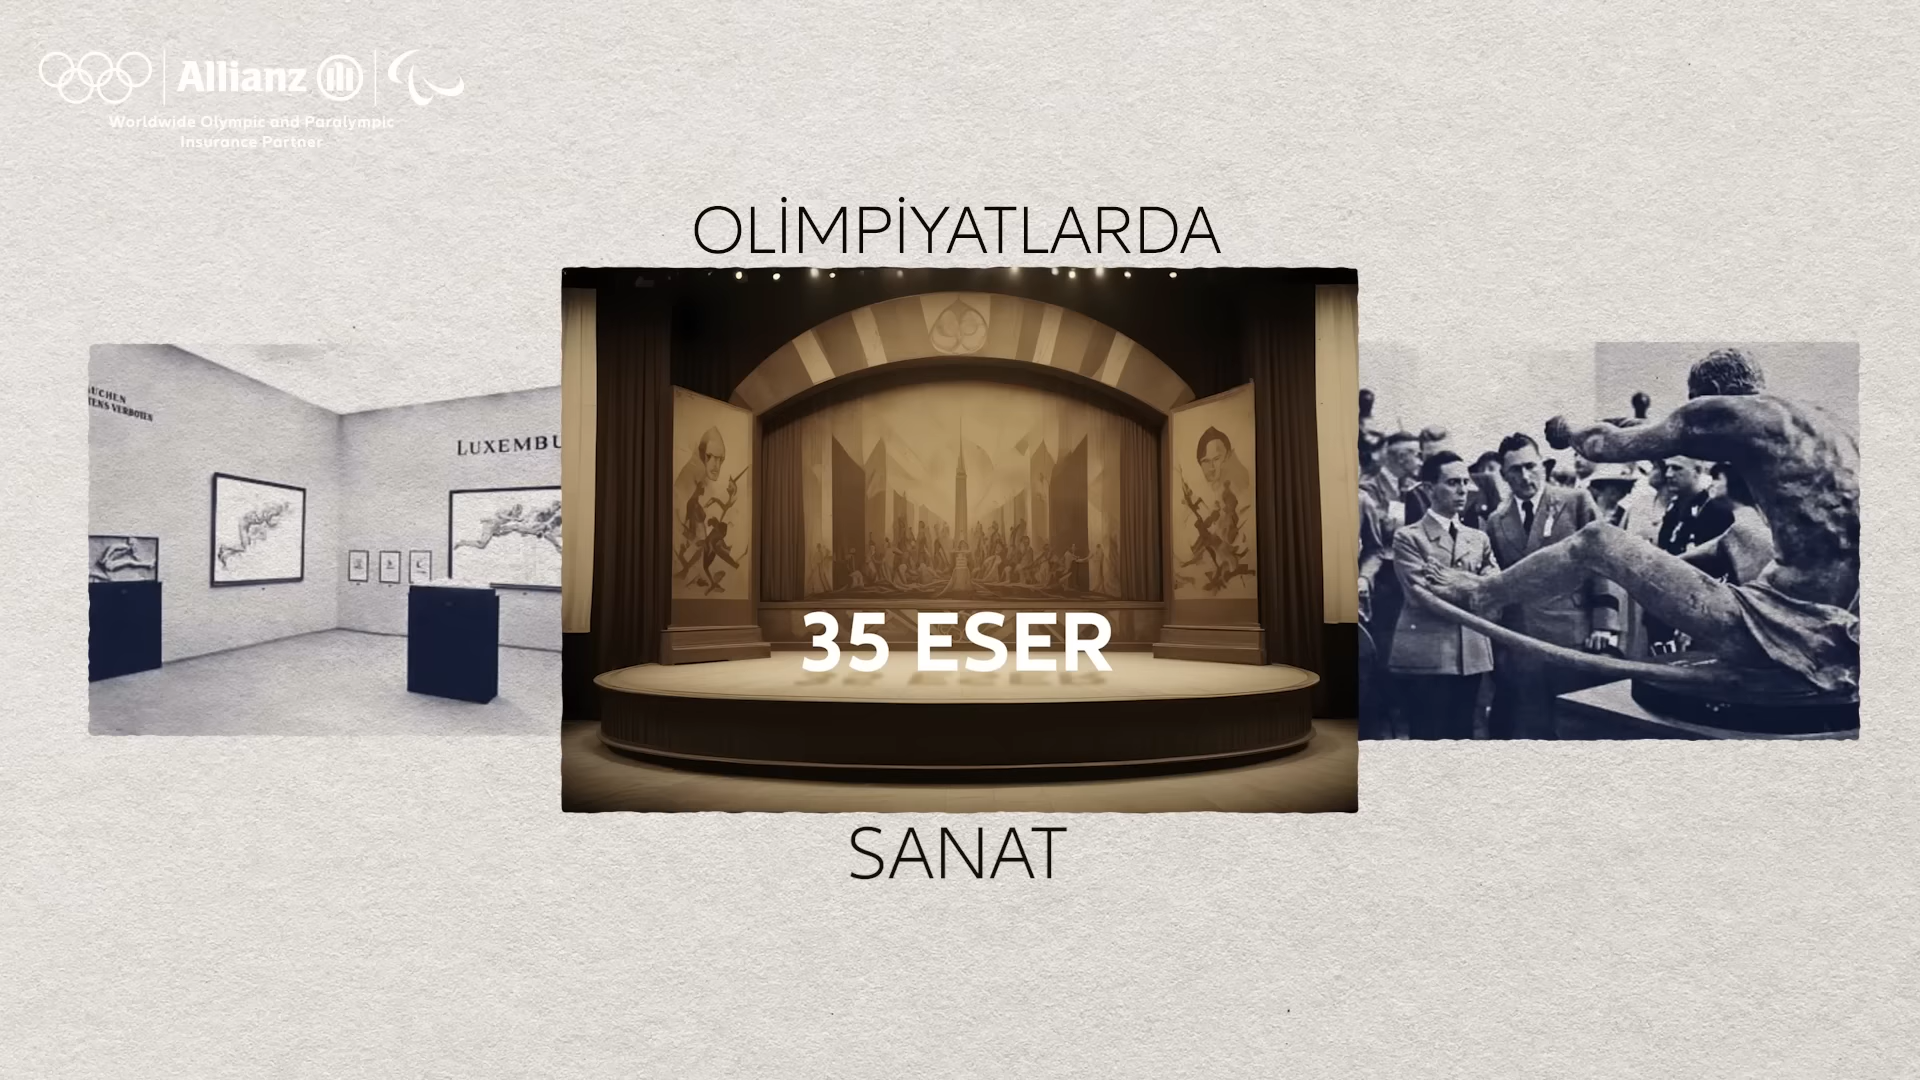 Allianz
Worldwide Olympic and Paralympic
Insurance Partner
OLİMPİYATLARDA
LUXEMBU
35 ESER
SANAT